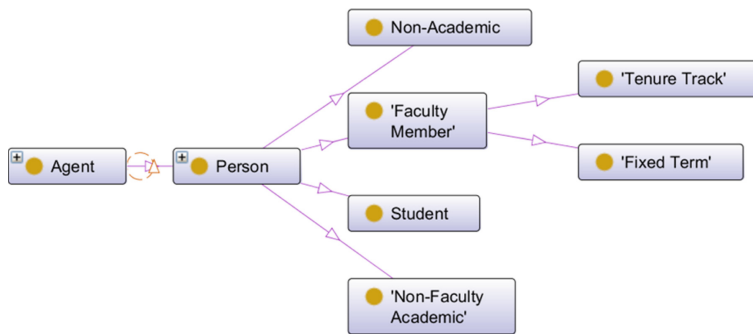 Non-Academic
'Faculty
Member'
'Tenure Track'
'Fixed Term'
Agent
Person
Student
'Non-Faculty
Academic'